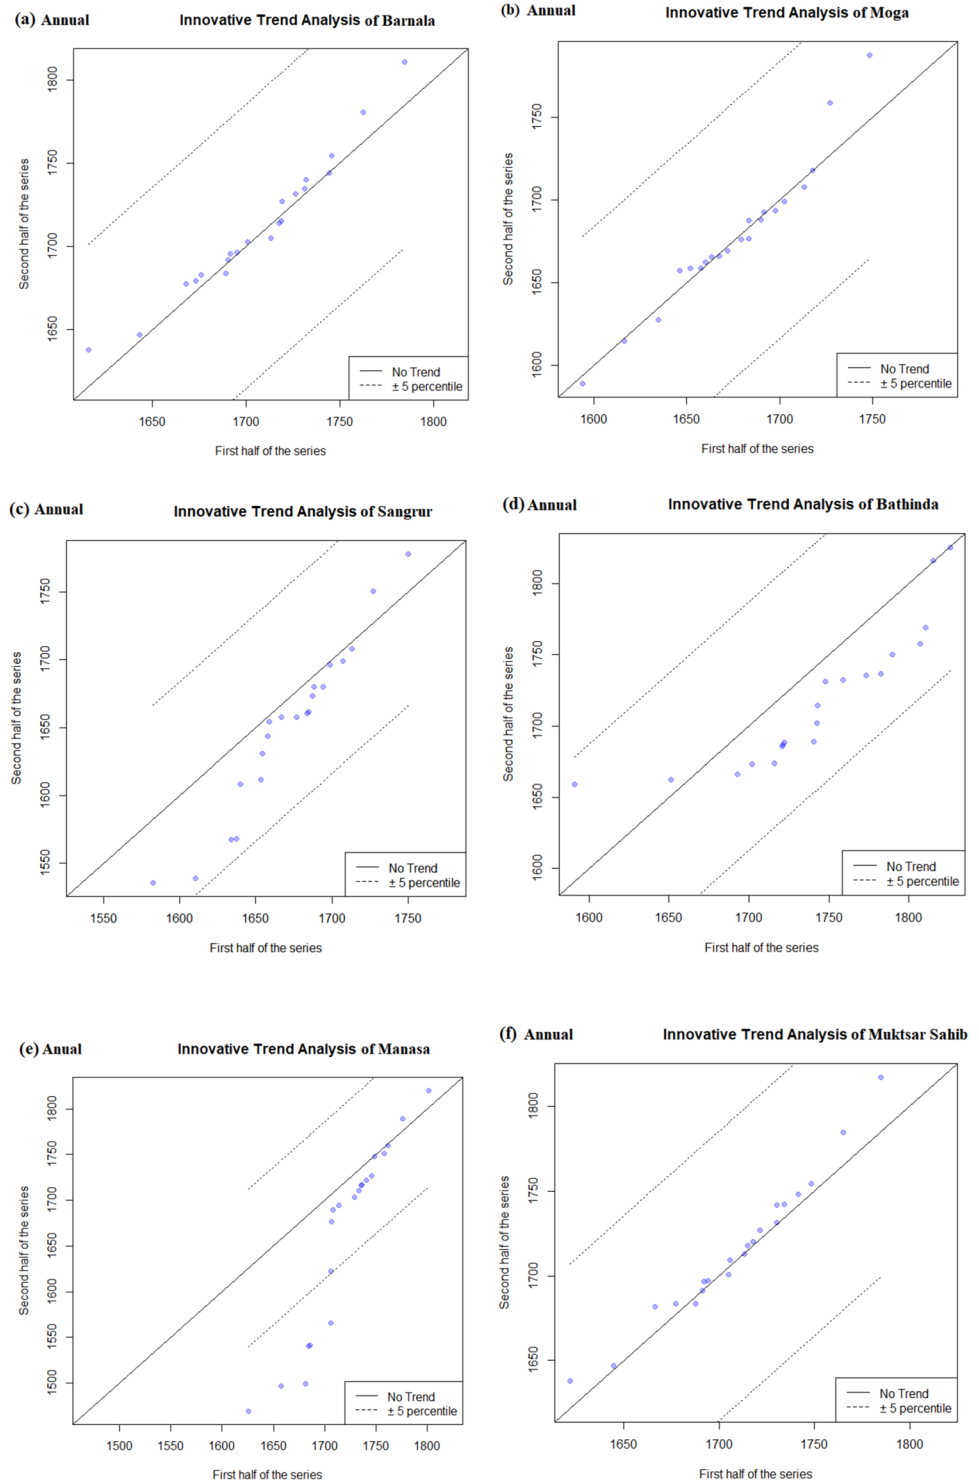 (a) Annual
Innovative Trend Analysis of Barnala
Second half of the series
1650 1700 1750 1800
No Trend
± 5 percentile
1650 1700 1750 1800
First half of the series
(b) Annual
Innovative Trend Analysis of Moga
Second half of the series
1600 1650 1700 1750
No Trend
± 5 percentile
1600 1650 1700 1750
First half of the series
(c) Annual
Innovative Trend Analysis of Sangrur
Second half of the series
1550 1600 1650 1700 1750
No Trend
± 5 percentile
1550 1600 1650 1700 1750
First half of the series
(d) Annual
Innovative Trend Analysis of Bathinda
Second half of the series
1600 1650 1700 1750 1800
No Trend
± 5 percentile
1600 1650 1700 1750 1800
First half of the series
(e) Anual
Innovative Trend Analysis of Manasa
Second half of the series
1500 1550 1600 1650 1700 1750 1800
No Trend
± 5 percentile
1500 1550 1600 1650 1700 1750 1800
First half of the series
(f) Annual
Innovative Trend Analysis of Muktsar Sahib
Second half of the series
1650 1700 1750 1800
No Trend
± 5 percentile
1650 1700 1750 1800
First half of the series